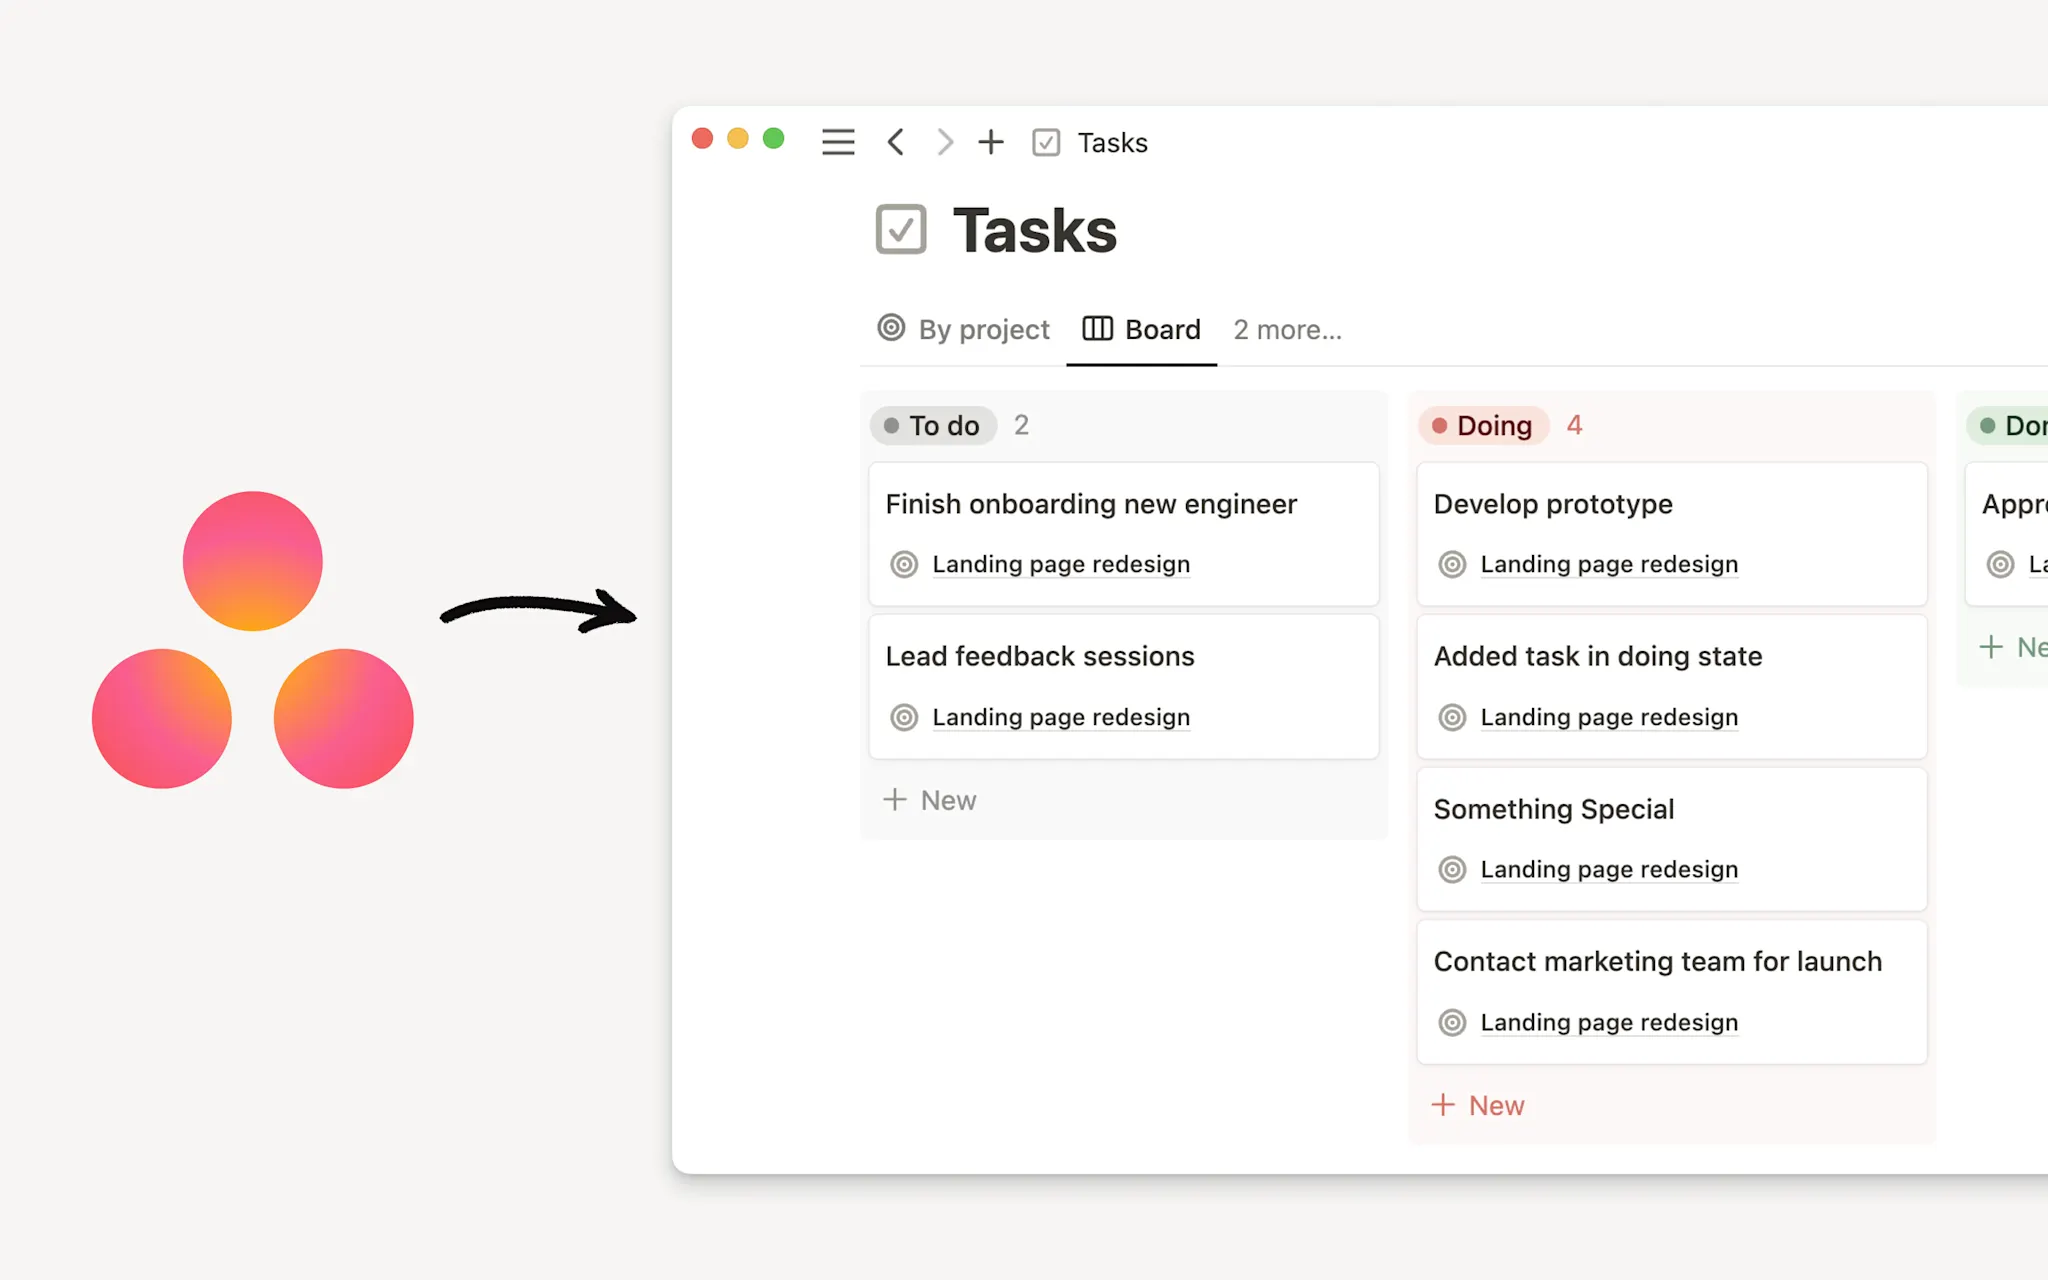 Tasks
Tasks
By project
Board
2 more...
To do 2
Finish onboarding new engineer
Landing page redesign
Lead feedback sessions
Landing page redesign
+ New
Doing 4
Develop prototype
Landing page redesign
Added task in doing state
Landing page redesign
Something Special
Landing page redesign
Contact marketing team for launch
Landing page redesign
+ New